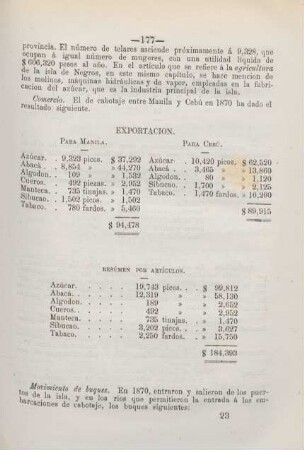 —177—
provincia. El número de telares asciende próximamente á 9,328, que
ocupan á igual número de mugeres, con una utilidad líquida de
$ 606,320 pesos al año. En el artículo que se refiere á la agricultura
de la isla de Negros, en este mismo capítulo, se hace mencion de
los molinos, máquinas hidráulicas y de vapor, empleadas en la fa-
bricacion del azúcar, que es la industria principal de la isla.
Comercio. El de cabotaje entre Manila y Cebú en 1870 ha dado el
resultado siguiente.
EXPORTACION.
PARA MANILA.
Azúcar. . 9,323 picos. $ 37,292
Abacá. . 8,854 » » 44,270
Algodon. 109 » » 1,532
Cueros. . 492 piezas » 2,952
Manteca. 735 tinajas. » 1,470
Sibucao. . 1,502 picos » 1,502
Tabaco. . 780 fardos » 5,460
$ 94,478
PARA CEBÚ.
Azúcar. . 10,420 picos. $ 62,520
Abacá . . 3,465 » » 13,860
Algodon. . 80 » » 1,120
Sibucao. . 1,700 » » 2,125
Tabaco. . 1,470 fardos » 10,290
$ 89,915
RESÚMEN POR ARTÍCULOS.
Azúcar. . . . . 19,743 picos. . . $ 99,812
Abacá. . . . . 12,319 » » 58,130
Algodon. . . . . 189 » » 2,652
Cueros. . . . . 492 » » 2,952
Manteca. . . . . 735 tinajas. . » 1,470
Sibucao. . . . . 3,202 picos. . . » 3,627
Tabaco. . . . . 2,250 fardos. . » 15,750
$ 184,393
Movimiento de buques. En 1870, entraron y salieron de los puer-
tos de la isla, y en los rios que permitieron la entrada á las em-
barcaciones de cabotaje, los buques siguientes:
23